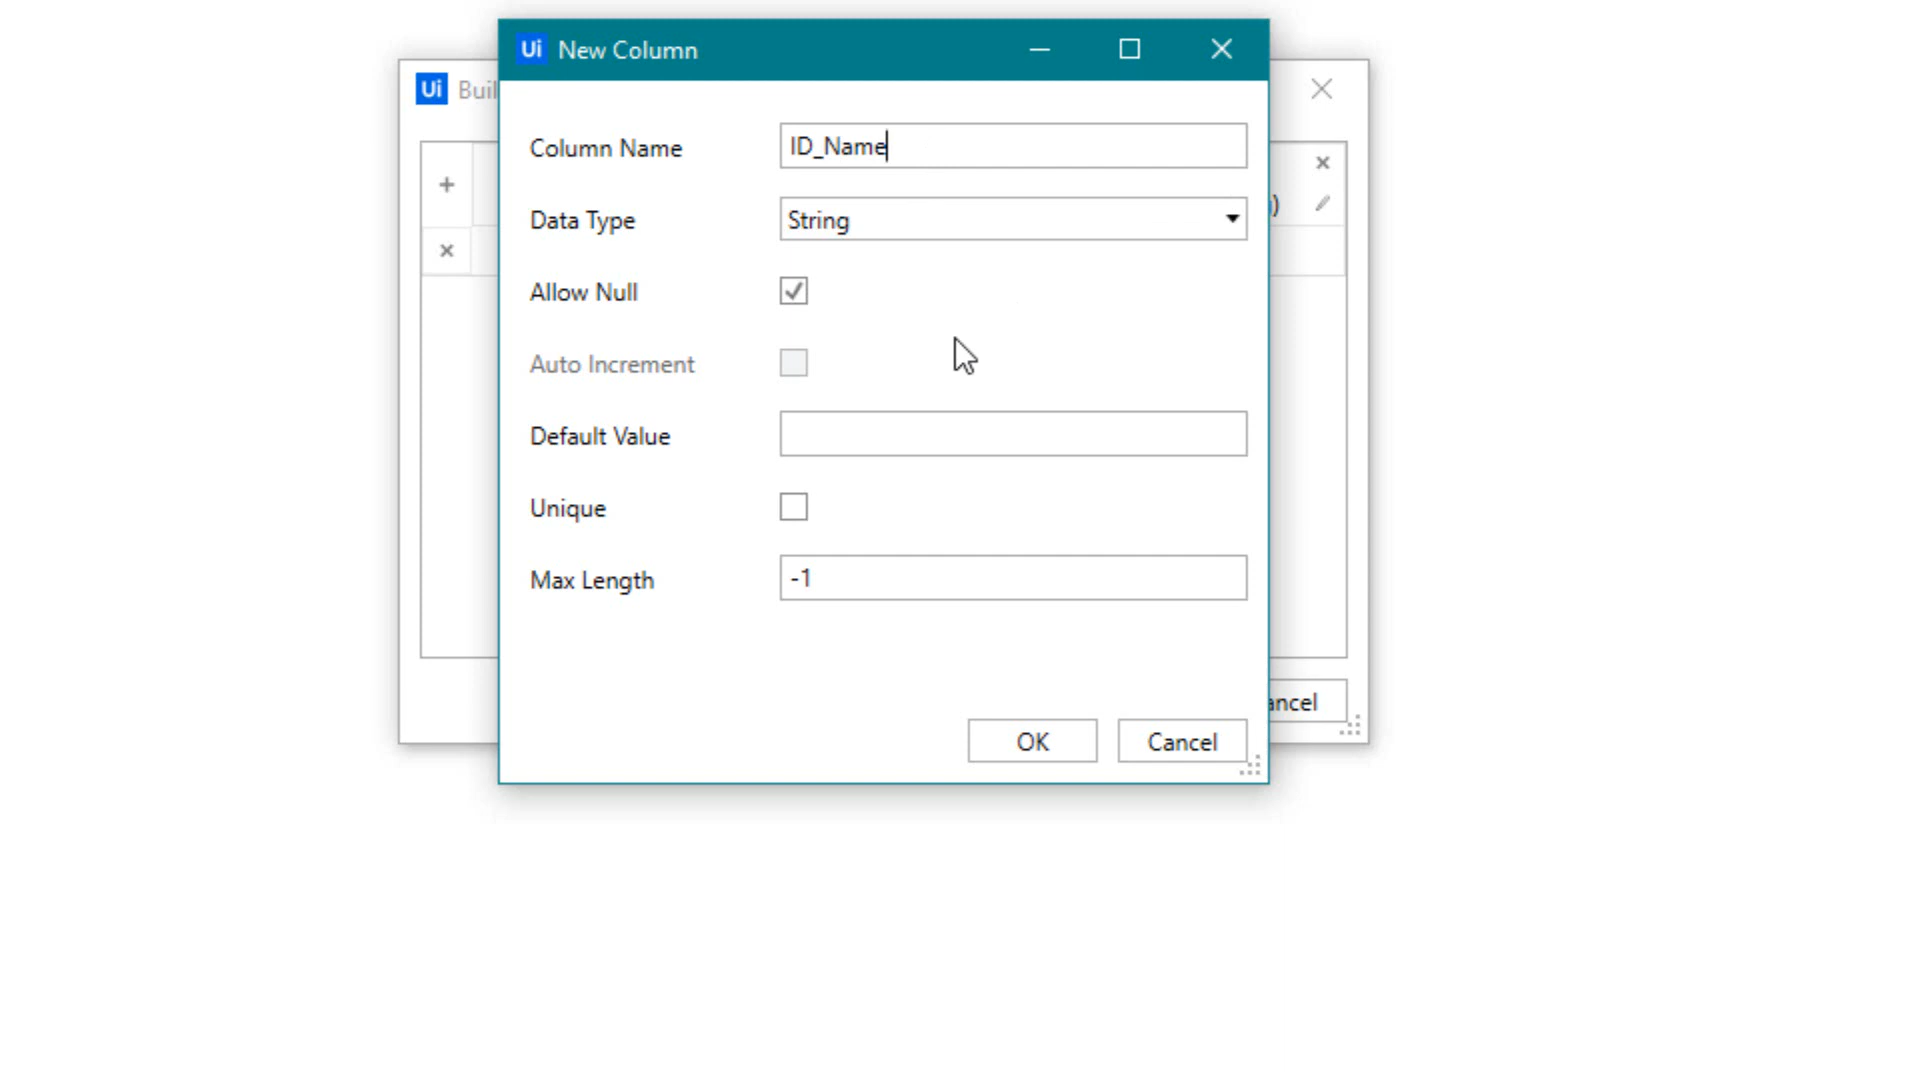 Ui New Column
Ui Buil
Column Name ID_Name
Data Type String
)
Allow Null
Auto Increment
Default Value
Unique
Max Length -1
ancel
OK Cancel